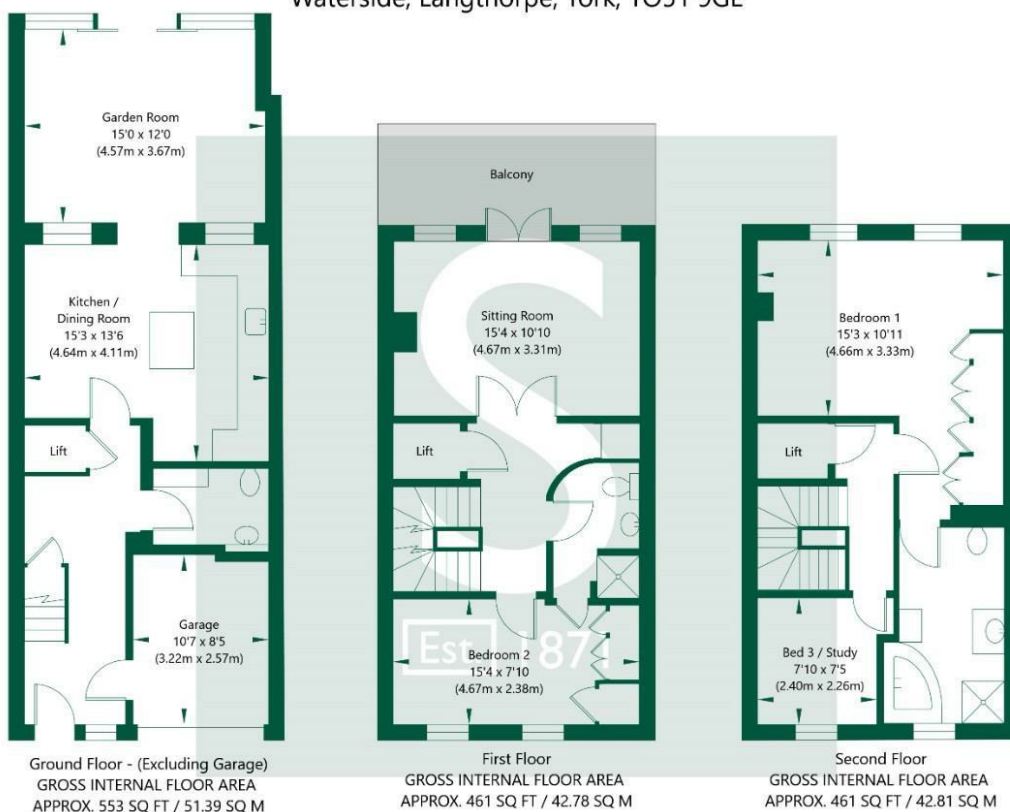 Waterside, Langthorpe, York, YO51 9GE
Garden Room
15'0 x 12'0
(4.57m x 3.67m)
Kitchen /
Dining Room
15'3 x 13'6
(4.64m x 4.11m)
Lift
Garage
10'7 x 8'5
(3.22m x 2.57m)
Ground Floor - (Excluding Garage)
GROSS INTERNAL FLOOR AREA
APPROX. 553 SQ FT / 51.39 SQ M
Balcony
S
Sitting Room
15'4 x 10'10
(4.67m x 3.31m)
Lift
Est. 1871
Bedroom 2
15'4 x 7'10
(4.67m x 2.38m)
First Floor
GROSS INTERNAL FLOOR AREA
APPROX. 461 SQ FT / 42.78 SQ M
Bedroom 1
15'3 x 10'11
(4.66m x 3.33m)
Lift
Bed 3 / Study
7'10 x 7'5
(2.40m x 2.26m)
Second Floor
GROSS INTERNAL FLOOR AREA
APPROX. 461 SQ FT / 42.81 SQ M